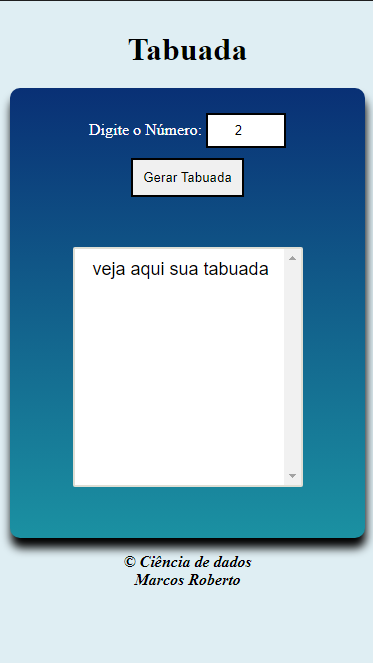 Tabuada
Digite o Número: 2
Gerar Tabuada
veja aqui sua tabuada
© Ciência de dados
Marcos Roberto